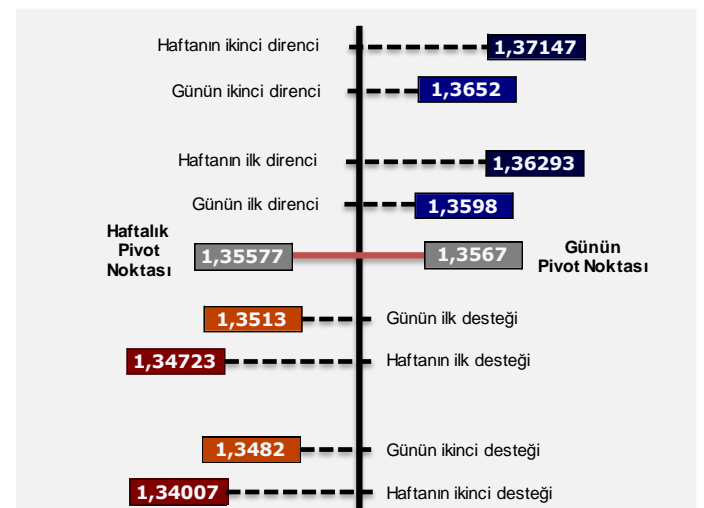 Haftanın ikinci direnci 1,37147
Günün ikinci direnci 1,3652
Haftanın ilk direnci 1,36293
Günün ilk direnci 1,3598
Haftalık
Pivot
Noktası
1,35577 1,3567
Günün
Pivot Noktası
1,3513 Günün ilk desteği
1,34723 Haftanın ilk desteği
1,3482 Günün ikinci desteği
1,34007 Haftanın ikinci desteği